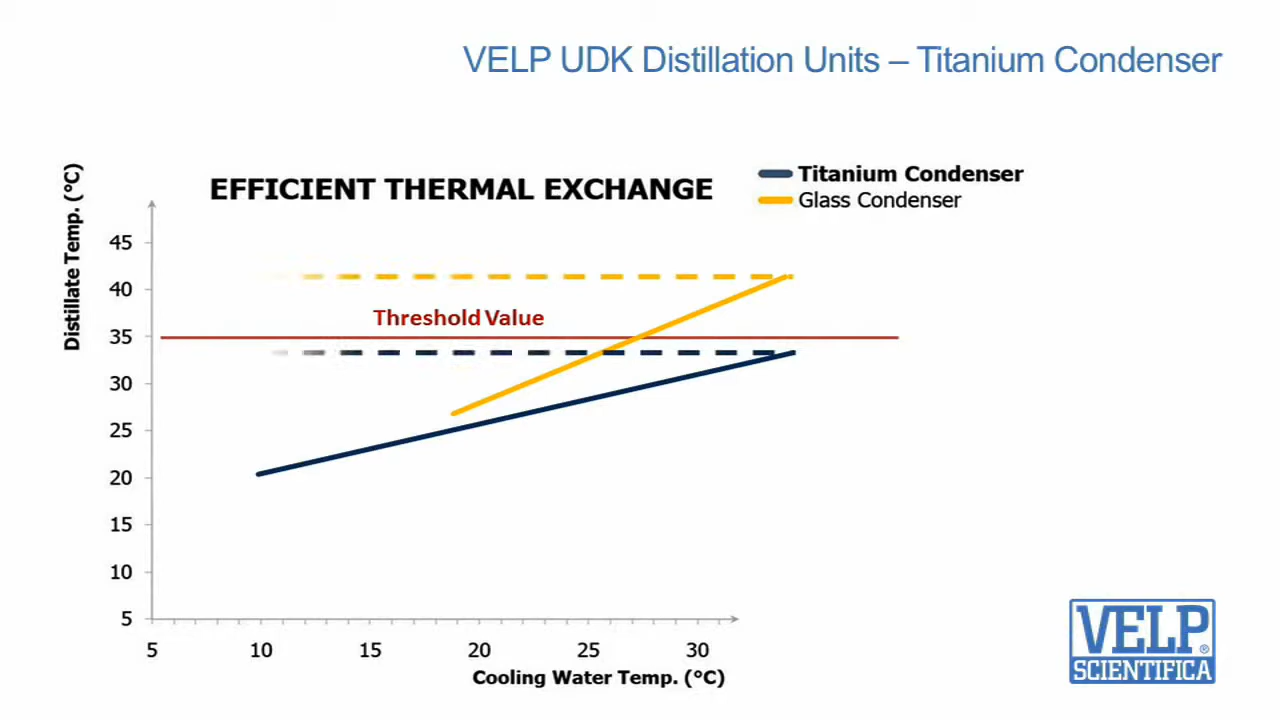 VELP UDK Distillation Units – Titanium Condenser
EFFICIENT THERMAL EXCHANGE
Titanium Condenser
Glass Condenser
Distillate Temp. (°C)
45
40
35
30
25
20
15
10
5
Threshold Value
5 10 15 20 25 30
Cooling Water Temp. (°C)
VELP®
SCIENTIFICA